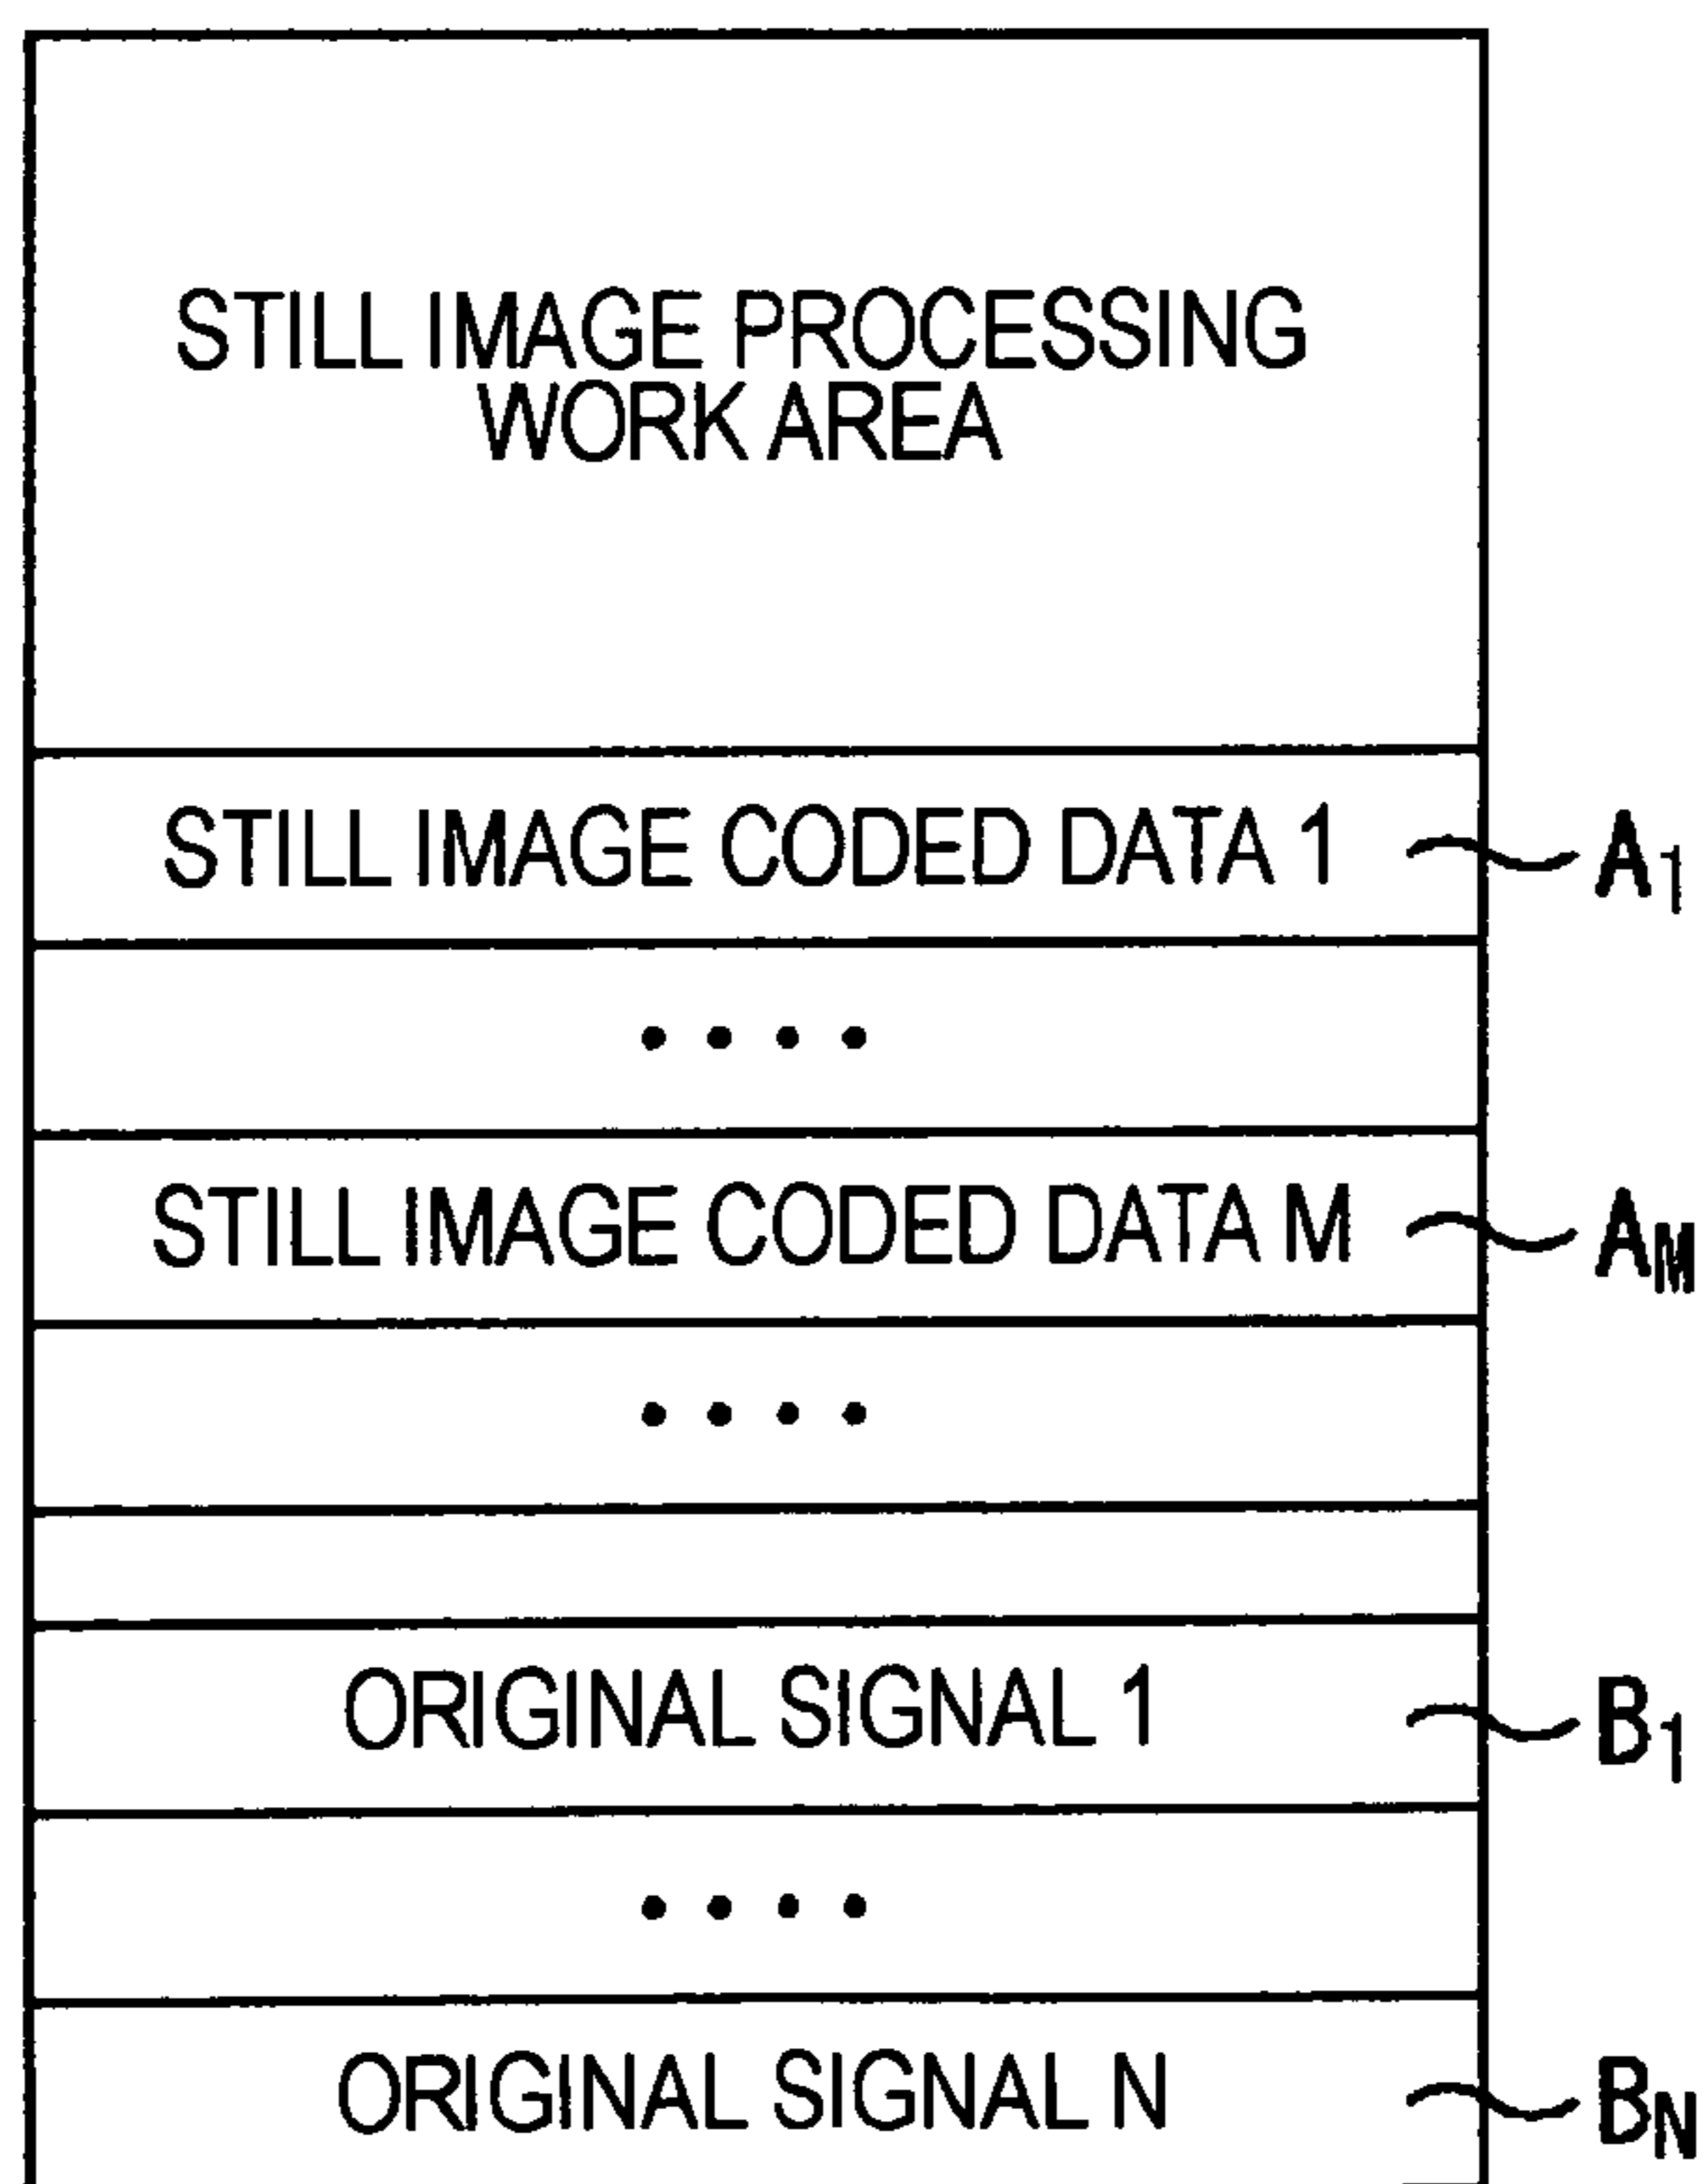 STILL IMAGE PROCESSING
WORK AREA
STILL IMAGE CODED DATA 1 A1
• • • •
STILL IMAGE CODED DATA M AM
• • • •
ORIGINAL SIGNAL 1 B1
• • • •
ORIGINAL SIGNAL N BN